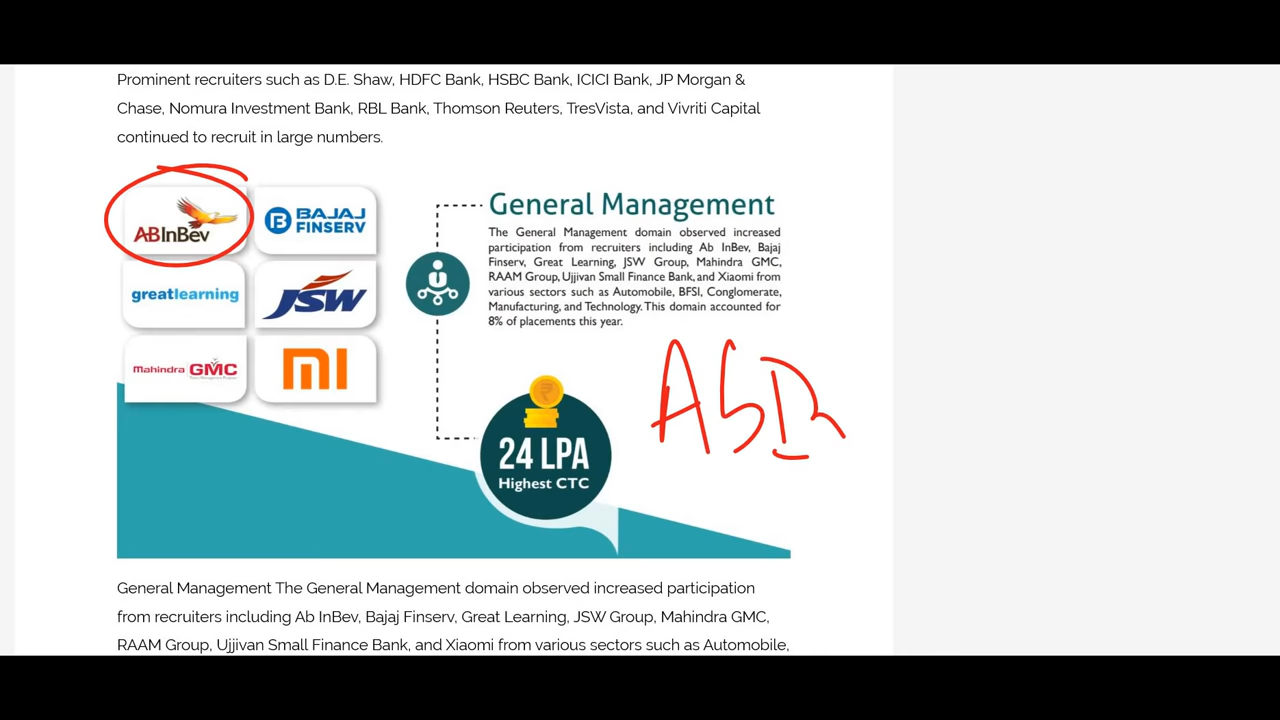 Prominent recruiters such as D.E. Shaw, HDFC Bank, HSBC Bank, ICICI Bank, JP Morgan &
Chase, Nomura Investment Bank, RBL Bank, Thomson Reuters, TresVista, and Vivriti Capital
continued to recruit in large numbers.
ABInBev
BAJAJ
FINSERV
greatlearning
JSW
Mahindra GMC
MI
General Management
The General Management domain observed increased
participation from recruiters including Ab InBev, Bajaj
Finserv, Great Learning, JSW Group, Mahindra GMC,
RAAM Group, Ujjivan Small Finance Bank, and Xiaomi from
various sectors such as Automobile, BFSI, Conglomerate,
Manufacturing, and Technology. This domain accounted for
8% of placements this year.
24 LPA
Highest CTC
General Management The General Management domain observed increased participation
from recruiters including Ab InBev, Bajaj Finserv, Great Learning, JSW Group, Mahindra GMC,
RAAM Group, Ujjivan Small Finance Bank, and Xiaomi from various sectors such as Automobile,